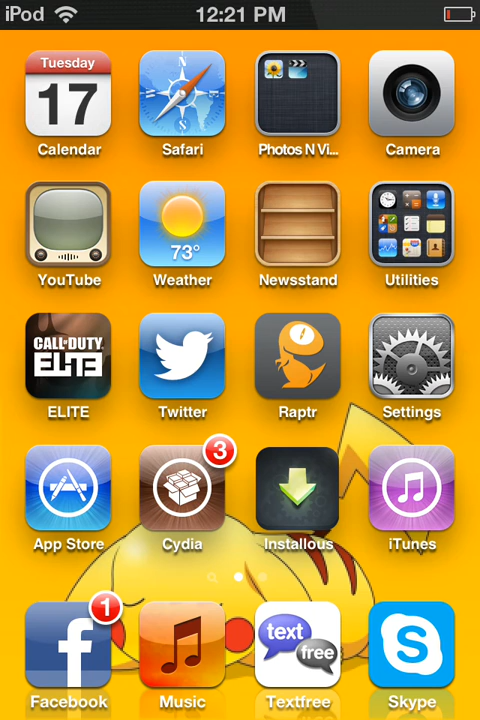 iPod 12:21 PM
Tuesday
17
Calendar Safari Photos N Vi... Camera
73°
YouTube Weather Newsstand Utilities
CALL OF DUTY
ELITE
ELITE Twitter Raptr Settings
3
App Store Cydia Installous iTunes
1
f
text
free
S
Facebook Music Textfree Skype